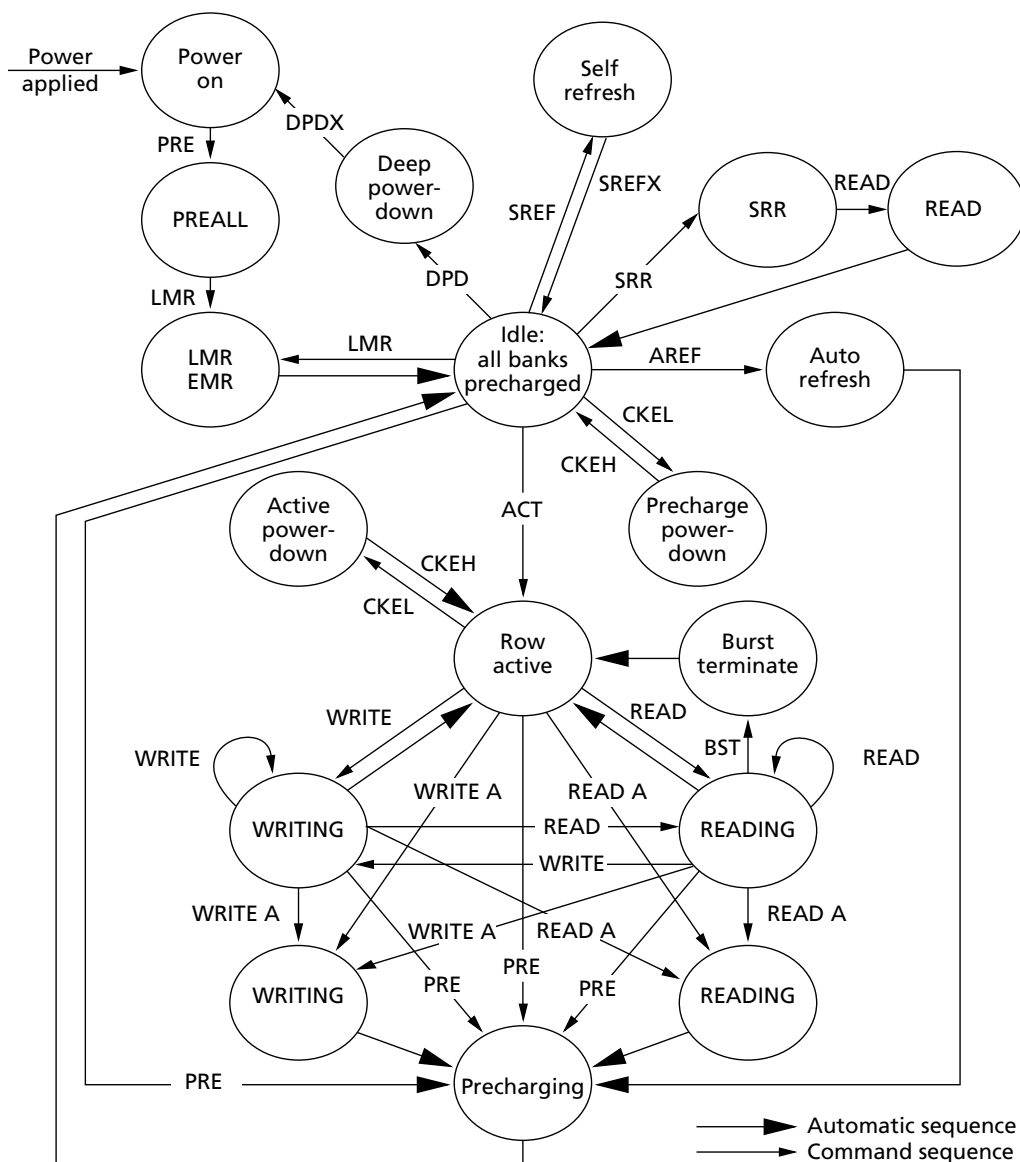 Power
applied
Power
on
Self
refresh
DPDX
PRE
Deep
power-
down
SREFX
READ
SREF
SRR
READ
PREALL
DPD
SRR
LMR
LMR
EMR
LMR
Idle:
all banks
precharged
AREF
Auto
refresh
CKEL
CKEH
Active
power-
down
ACT
Precharge
power-
down
CKEH
CKEL
Row
active
Burst
terminate
WRITE
READ
WRITE
BST
READ
WRITE A
READ A
WRITING
READ
READING
WRITE
WRITE A
READ A
WRITE A
READ A
PRE
PRE
PRE
WRITING
READING
PRE
Precharging
Automatic sequence
Command sequence